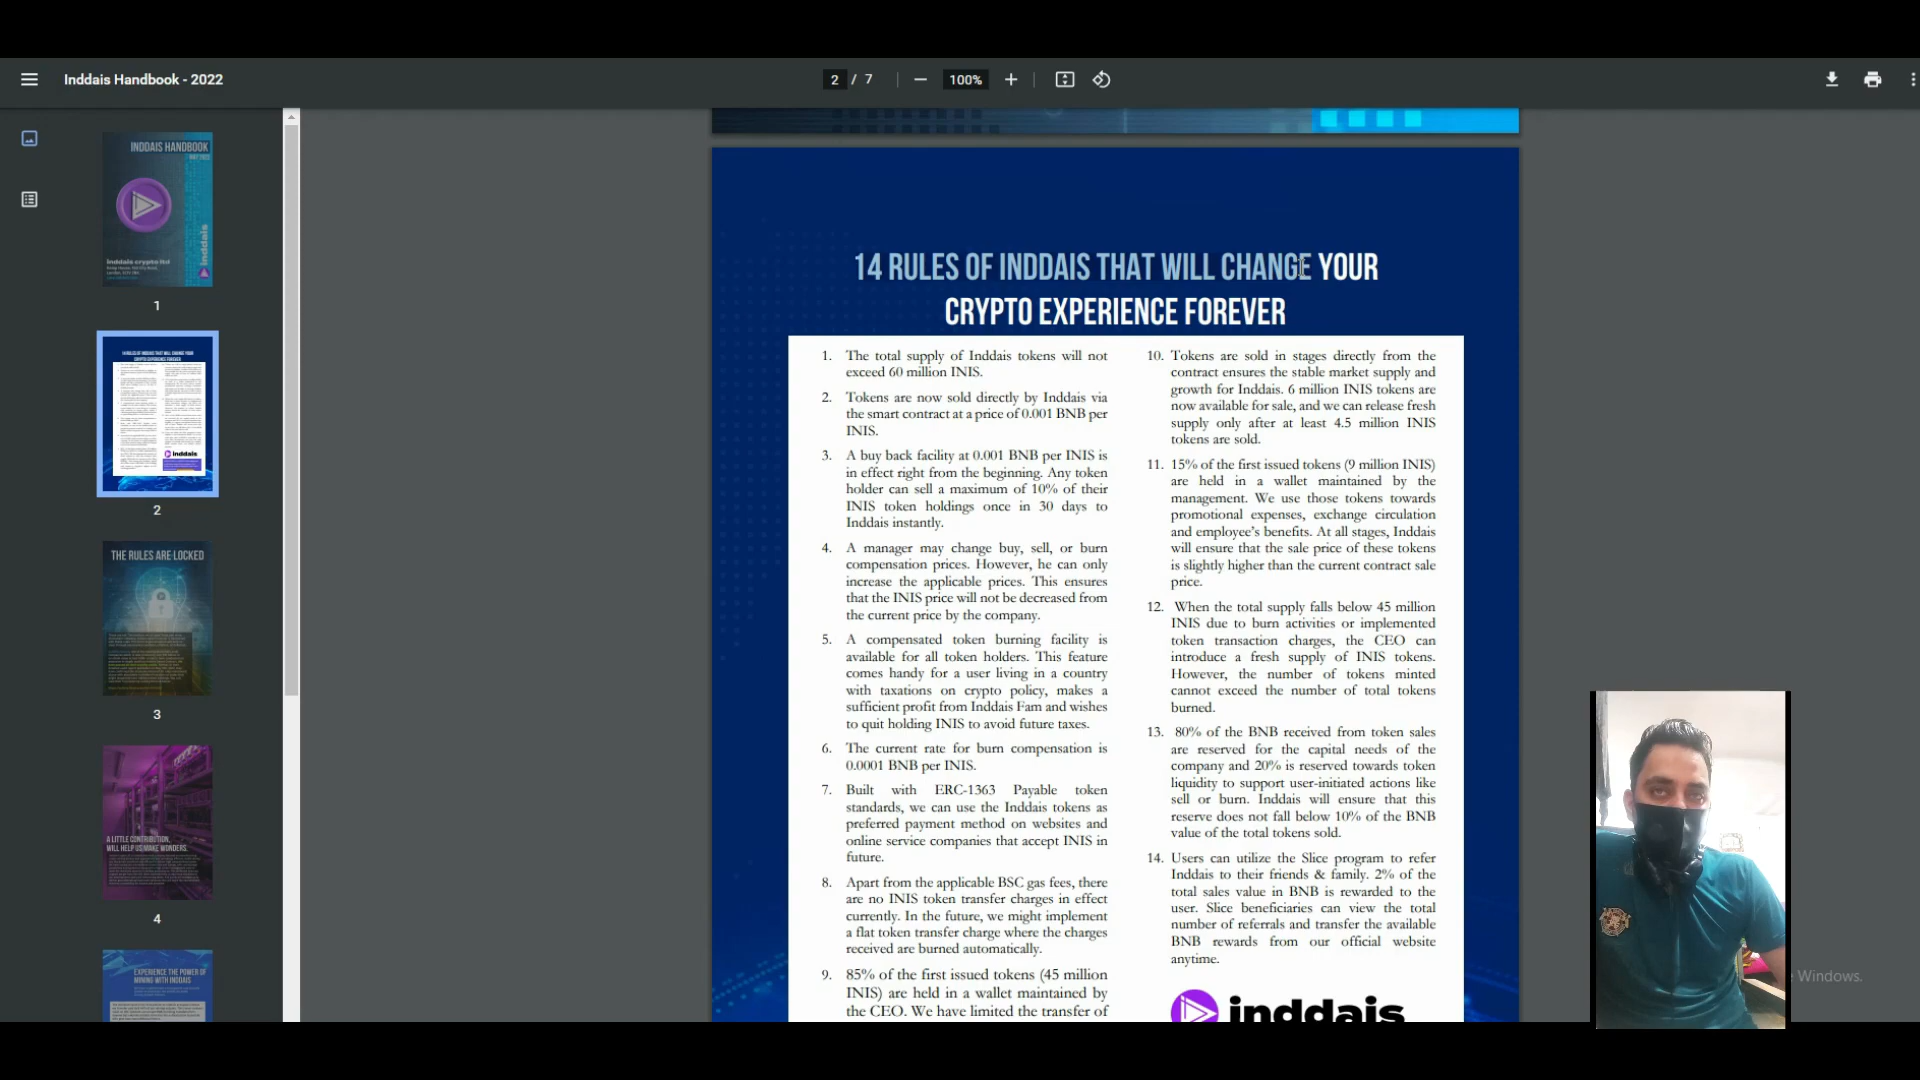 Inddais Handbook - 2022
2 / 7
100%
INDDAIS HANDBOOK
inddais crypto ltd
inddais
1
2
THE RULES ARE LOCKED
3
A LITTLE CONTRIBUTION,
WILL HELP US MAKE WONDERS.
4
EXPERIENCE THE POWER OF
MINING WITH INDDAIS
14 RULES OF INDDAIS THAT WILL CHANGE YOUR
CRYPTO EXPERIENCE FOREVER
1. The total supply of Inddais tokens will not
exceed 60 million INIS.
2. Tokens are now sold directly by Inddais via
the smart contract at a price of 0.001 BNB per
INIS.
3. A buy back facility at 0.001 BNB per INIS is
in effect right from the beginning. Any token
holder can sell a maximum of 10% of their
INIS token holdings once in 30 days to
Inddais instantly.
4. A manager may change buy, sell, or burn
compensation prices. However, he can only
increase the applicable prices. This ensures
that the INIS price will not be decreased from
the current price by the company.
5. A compensated token burning facility is
available for all token holders. This feature
comes handy for a user living in a country
with taxations on crypto policy, makes a
sufficient profit from Inddais Fam and wishes
to quit holding INIS to avoid future taxes.
6. The current rate for burn compensation is
0.0001 BNB per INIS.
7. Built with ERC-1363 Payable token
standards, we can use the Inddais tokens as
preferred payment method on websites and
online service companies that accept INIS in
future.
8. Apart from the applicable BSC gas fees, there
are no INIS token transfer charges in effect
currently. In the future, we might implement
a flat token transfer charge where the charges
received are burned automatically.
9. 85% of the first issued tokens (45 million
INIS) are held in a wallet maintained by
the CEO. We have limited the transfer of
10. Tokens are sold in stages directly from the
contract ensures the stable market supply and
growth for Inddais. 6 million INIS tokens are
now available for sale, and we can release fresh
supply only after at least 4.5 million INIS
tokens are sold.
11. 15% of the first issued tokens (9 million INIS)
are held in a wallet maintained by the
management. We use those tokens towards
promotional expenses, exchange circulation
and employee's benefits. At all stages, Inddais
will ensure that the sale price of these tokens
is slightly higher than the current contract sale
price.
12. When the total supply falls below 45 million
INIS due to burn activities or implemented
token transaction charges, the CEO can
introduce a fresh supply of INIS tokens.
However, the number of tokens minted
cannot exceed the number of total tokens
burned.
13. 80% of the BNB received from token sales
are reserved for the capital needs of the
company and 20% is reserved towards token
liquidity to support user-initiated actions like
sell or burn. Inddais will ensure that this
reserve does not fall below 10% of the BNB
value of the total tokens sold.
14. Users can utilize the Slice program to refer
Inddais to their friends & family. 2% of the
total sales value in BNB is rewarded to the
user. Slice beneficiaries can view the total
number of referrals and transfer the available
BNB rewards from our official website
anytime.
inddais
Windows.